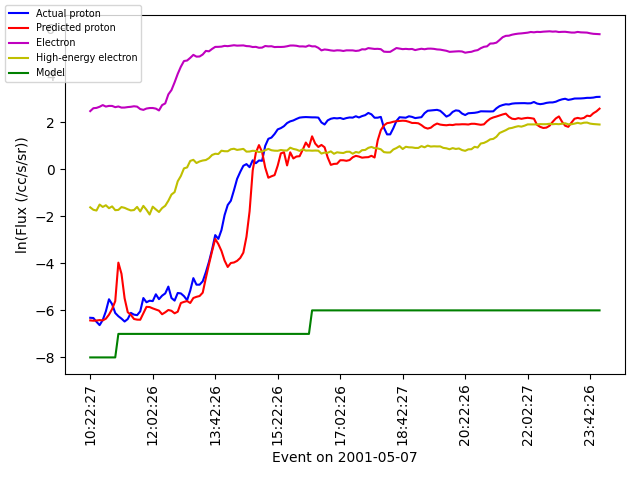 Actual proton
Predicted proton
Electron
High-energy electron
Model
ln(Flux (/cc/s/sr))
2
0
−2
−4
−6
−8
10:22:27
12:02:26
13:42:26
15:22:26
17:02:26
18:42:27
20:22:26
22:02:27
23:42:26
Event on 2001-05-07